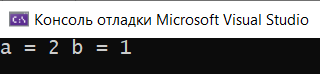 C:\ Консоль отладки Microsoft Visual Studio
a = 2 b = 1